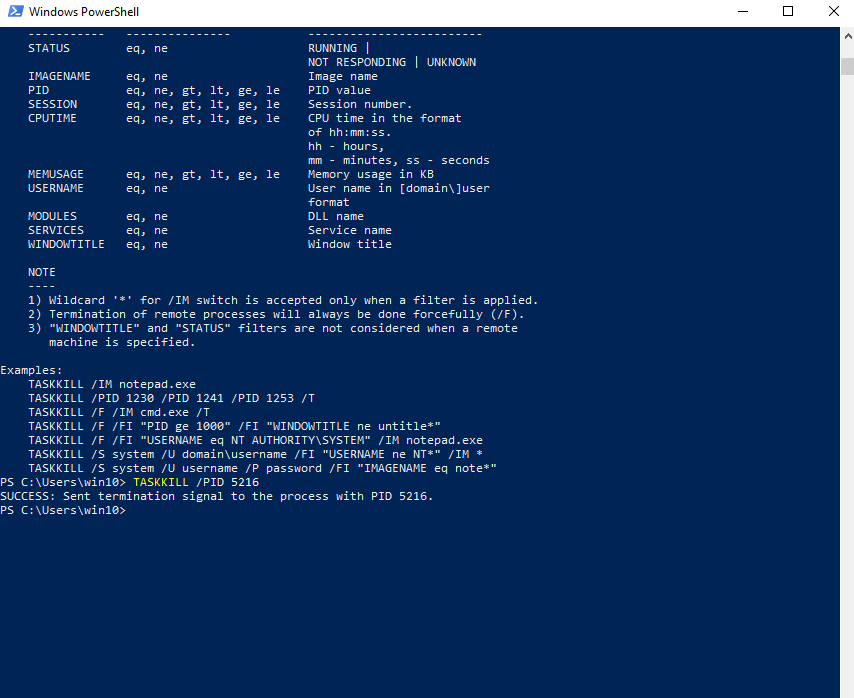 Windows PowerShell
-----------   ---------------           -------------------------
    STATUS        eq, ne                    RUNNING |
                                            NOT RESPONDING | UNKNOWN
    IMAGENAME     eq, ne                    Image name
    PID           eq, ne, gt, lt, ge, le    PID value
    SESSION       eq, ne, gt, lt, ge, le    Session number.
    CPUTIME       eq, ne, gt, lt, ge, le    CPU time in the format
                                            of hh:mm:ss.
                                            hh - hours,
                                            mm - minutes, ss - seconds
    MEMUSAGE      eq, ne, gt, lt, ge, le    Memory usage in KB
    USERNAME      eq, ne                    User name in [domain\]user
                                            format
    MODULES       eq, ne                    DLL name
    SERVICES      eq, ne                    Service name
    WINDOWTITLE   eq, ne                    Window title

    NOTE
    ----
    1) Wildcard '*' for /IM switch is accepted only when a filter is applied.
    2) Termination of remote processes will always be done forcefully (/F).
    3) "WINDOWTITLE" and "STATUS" filters are not considered when a remote
       machine is specified.

Examples:
    TASKKILL /IM notepad.exe
    TASKKILL /PID 1230 /PID 1241 /PID 1253 /T
    TASKKILL /F /IM cmd.exe /T
    TASKKILL /F /FI "PID ge 1000" /FI "WINDOWTITLE ne untitle*"
    TASKKILL /F /FI "USERNAME eq NT AUTHORITY\SYSTEM" /IM notepad.exe
    TASKKILL /S system /U domain\username /FI "USERNAME ne NT*" /IM *
    TASKKILL /S system /U username /P password /FI "IMAGENAME eq note*"
PS C:\Users\win10> TASKKILL /PID 5216
SUCCESS: Sent termination signal to the process with PID 5216.
PS C:\Users\win10>